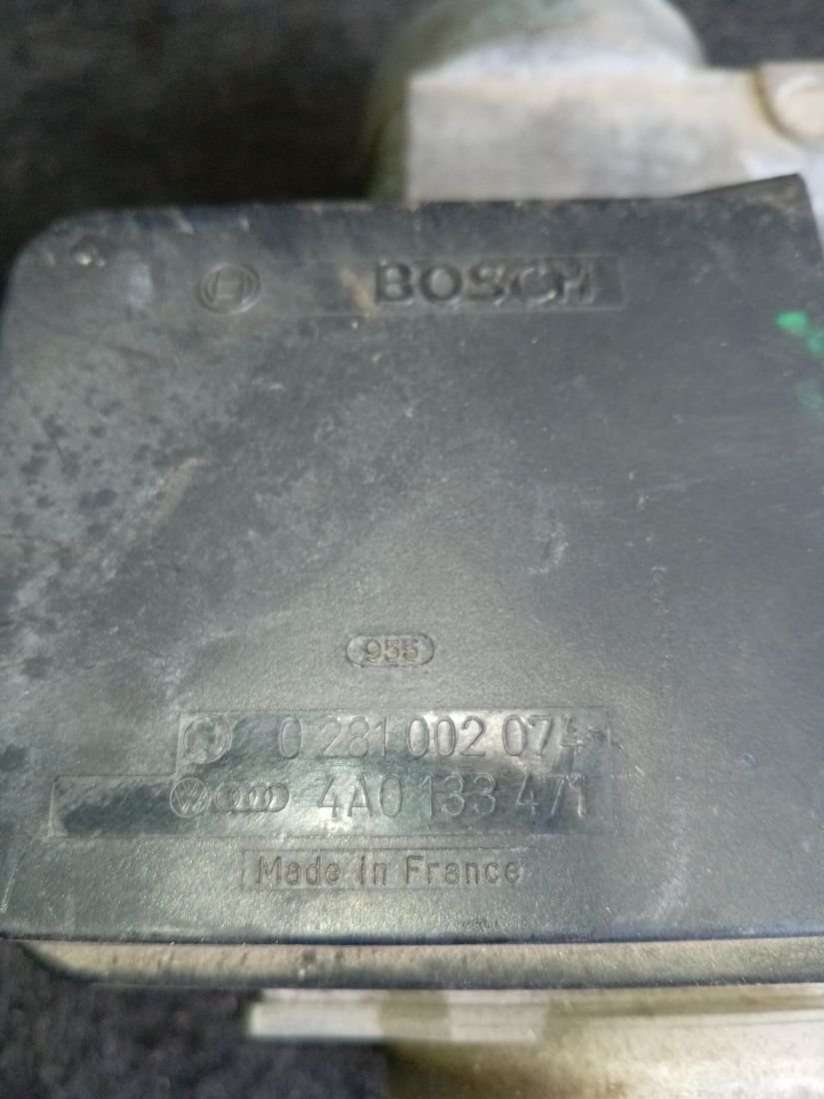 BOSCH
955
0 281 002 074
4A0 133 471
Made in France